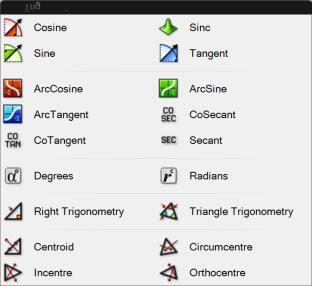 Cosine Sinc
Sine Tangent
ArcCosine ArcSine
ArcTangent CO SEC CoSecant
CO TAN CoTangent SEC Secant
α° Degrees rᶜ Radians
Right Trigonometry Triangle Trigonometry
Centroid Circumcentre
Incentre Orthocentre